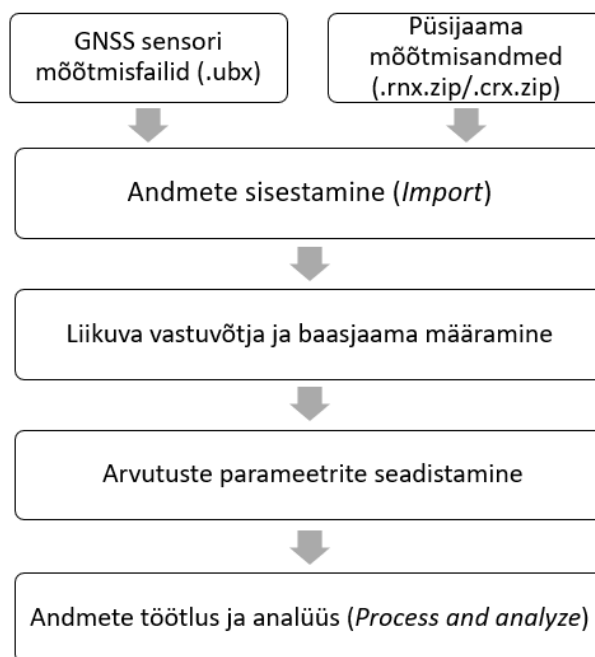 GNSS sensori
mõõtmisfailid (.ubx)
Püsijaama
mõõtmisandmed
(.rnx.zip/.crx.zip)
Andmete sisestamine (Import)
Liikuva vastuvõtja ja baasjaama määramine
Arvutuste parameetrite seadistamine
Andmete töötlus ja analüüs (Process and analyze)